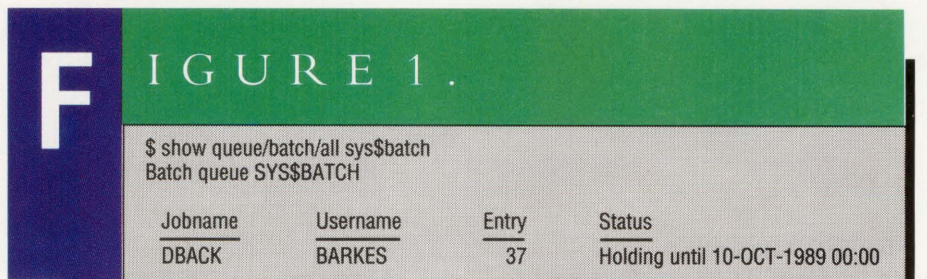 FIGURE 1.
$ show queue/batch/all sys$batch
Batch queue SYS$BATCH
Jobname Username Entry Status
DBACK BARKES 37 Holding until 10-OCT-1989 00:00